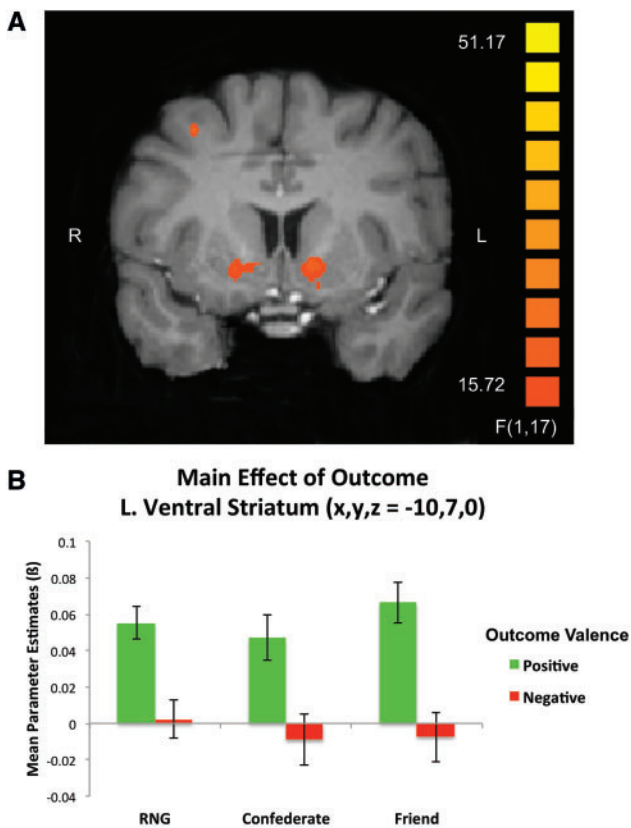 A
51.17
R
L
15.72
F(1,17)
B
Main Effect of Outcome
L. Ventral Striatum (x,y,z = -10,7,0)
Mean Parameter Estimates (ß)
0.1
0.08
0.06
0.04
0.02
0
-0.02
-0.04
RNG
Confederate
Friend
Outcome Valence
Positive
Negative